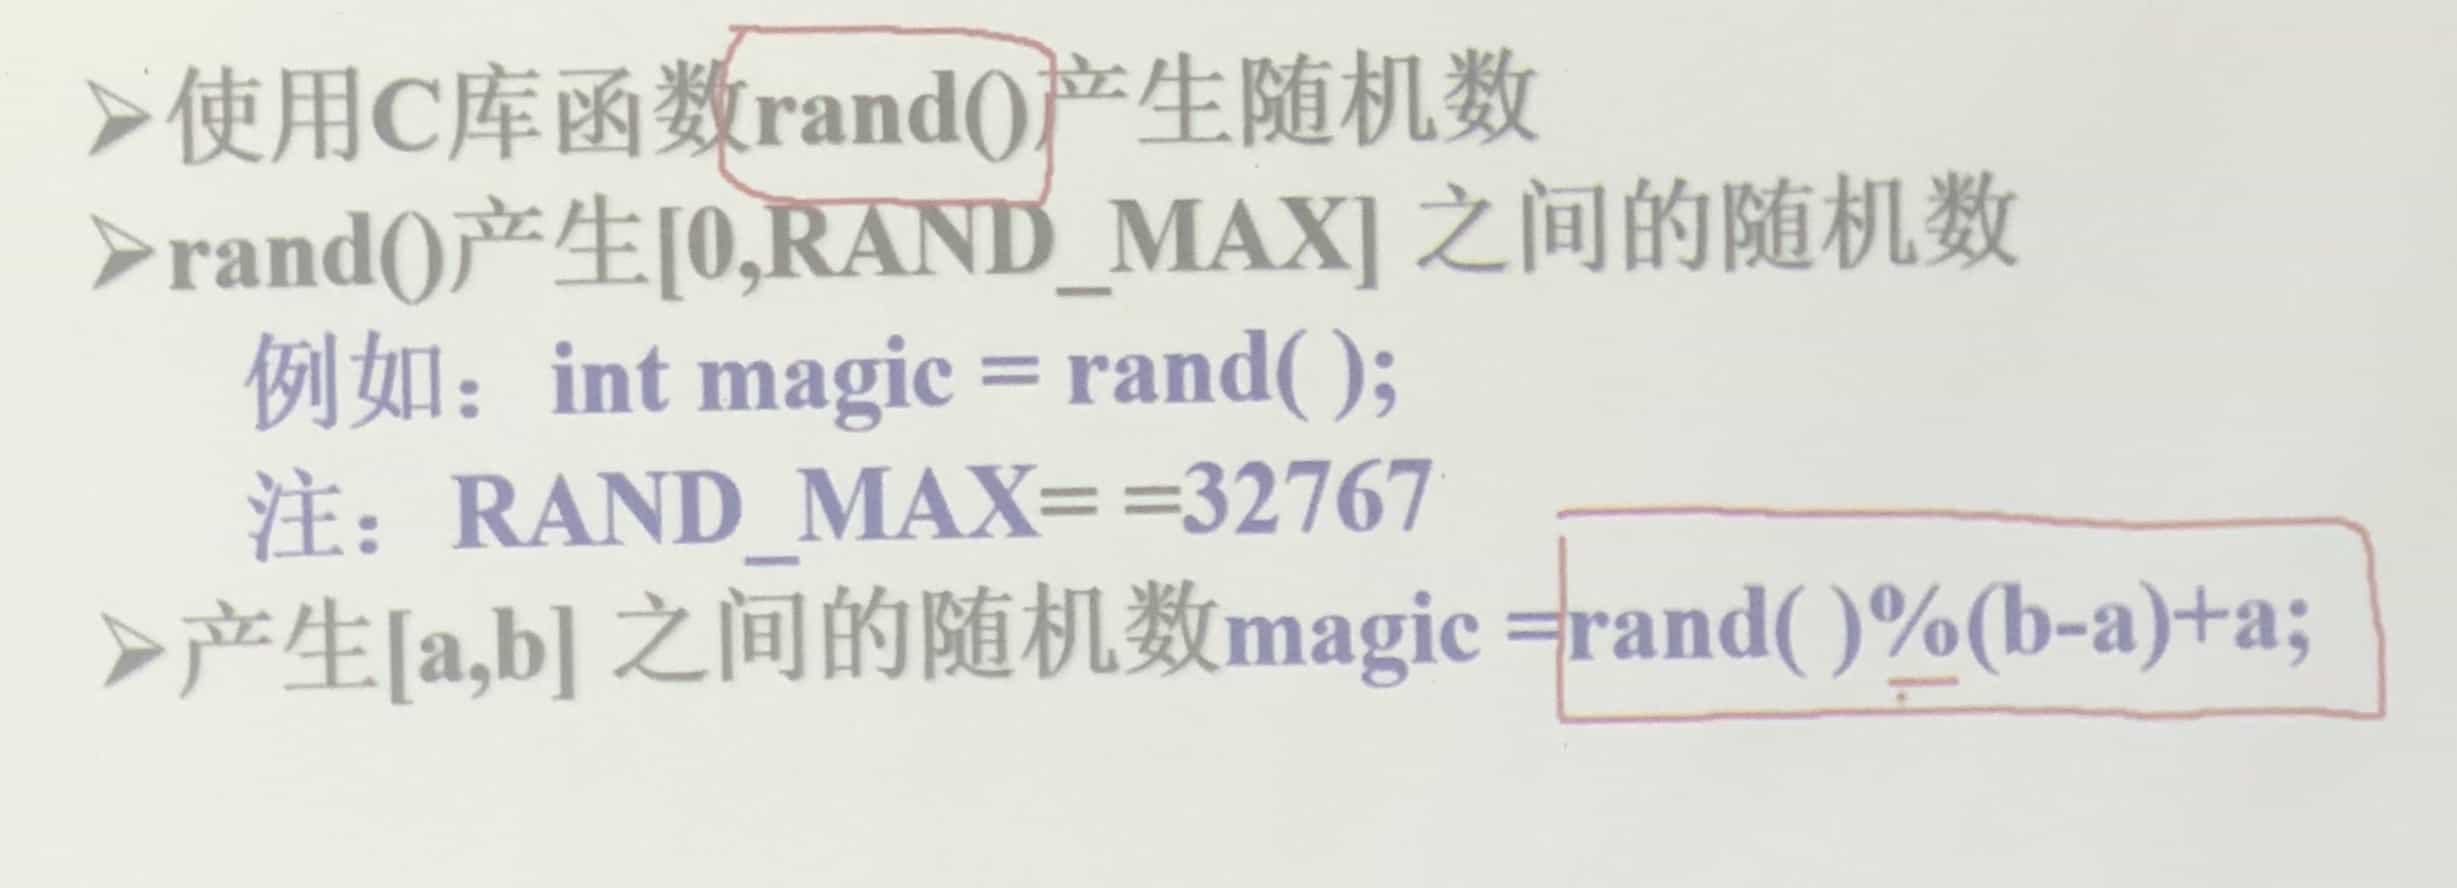 ➢使用C库函数rand()产生随机数
➢rand()产生[0,RAND_MAX] 之间的随机数
例如：int magic = rand( );
注：RAND_MAX= =32767
➢产生[a,b] 之间的随机数magic =rand( )%(b-a)+a;